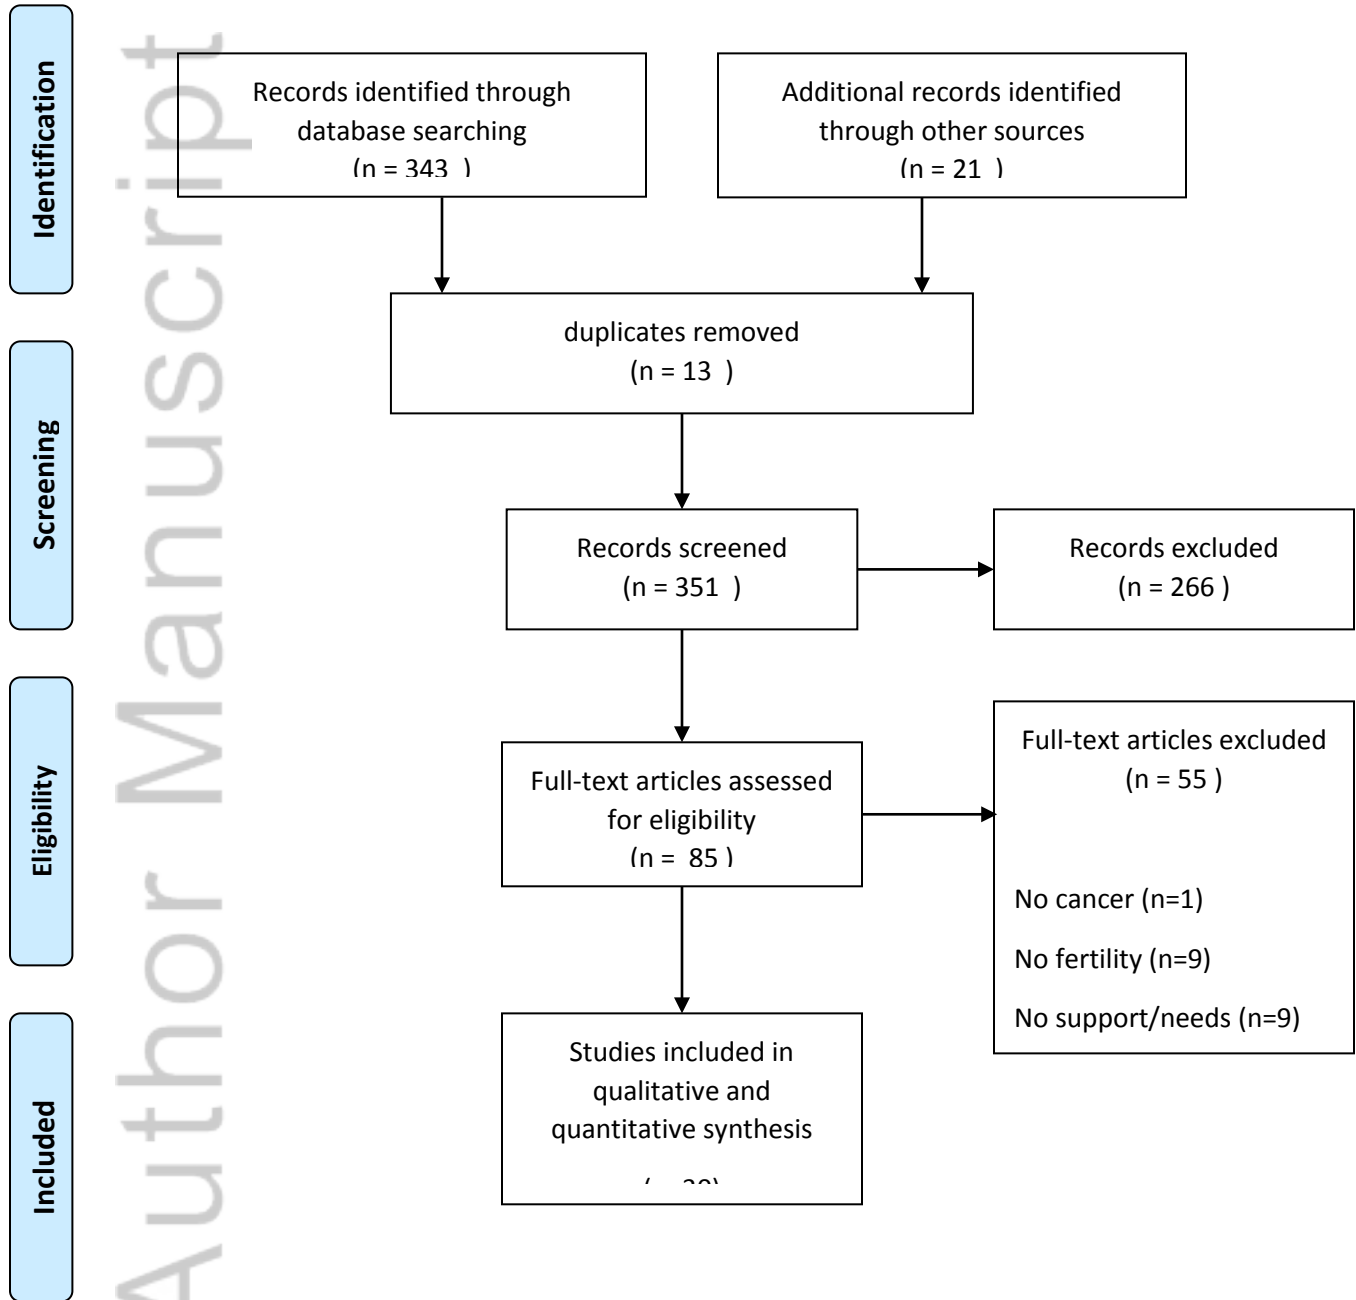 Identification
Records identified through
database searching
(n = 343 )
Additional records identified
through other sources
(n = 21 )
duplicates removed
(n = 13 )
Screening
Records screened
(n = 351 )
Records excluded
(n = 266 )
Eligibility
Full-text articles assessed
for eligibility
(n = 85 )
Full-text articles excluded
(n = 55 )
No cancer (n=1)
No fertility (n=9)
No support/needs (n=9)
Included
Studies included in
qualitative and
quantitative synthesis
Author Manuscript